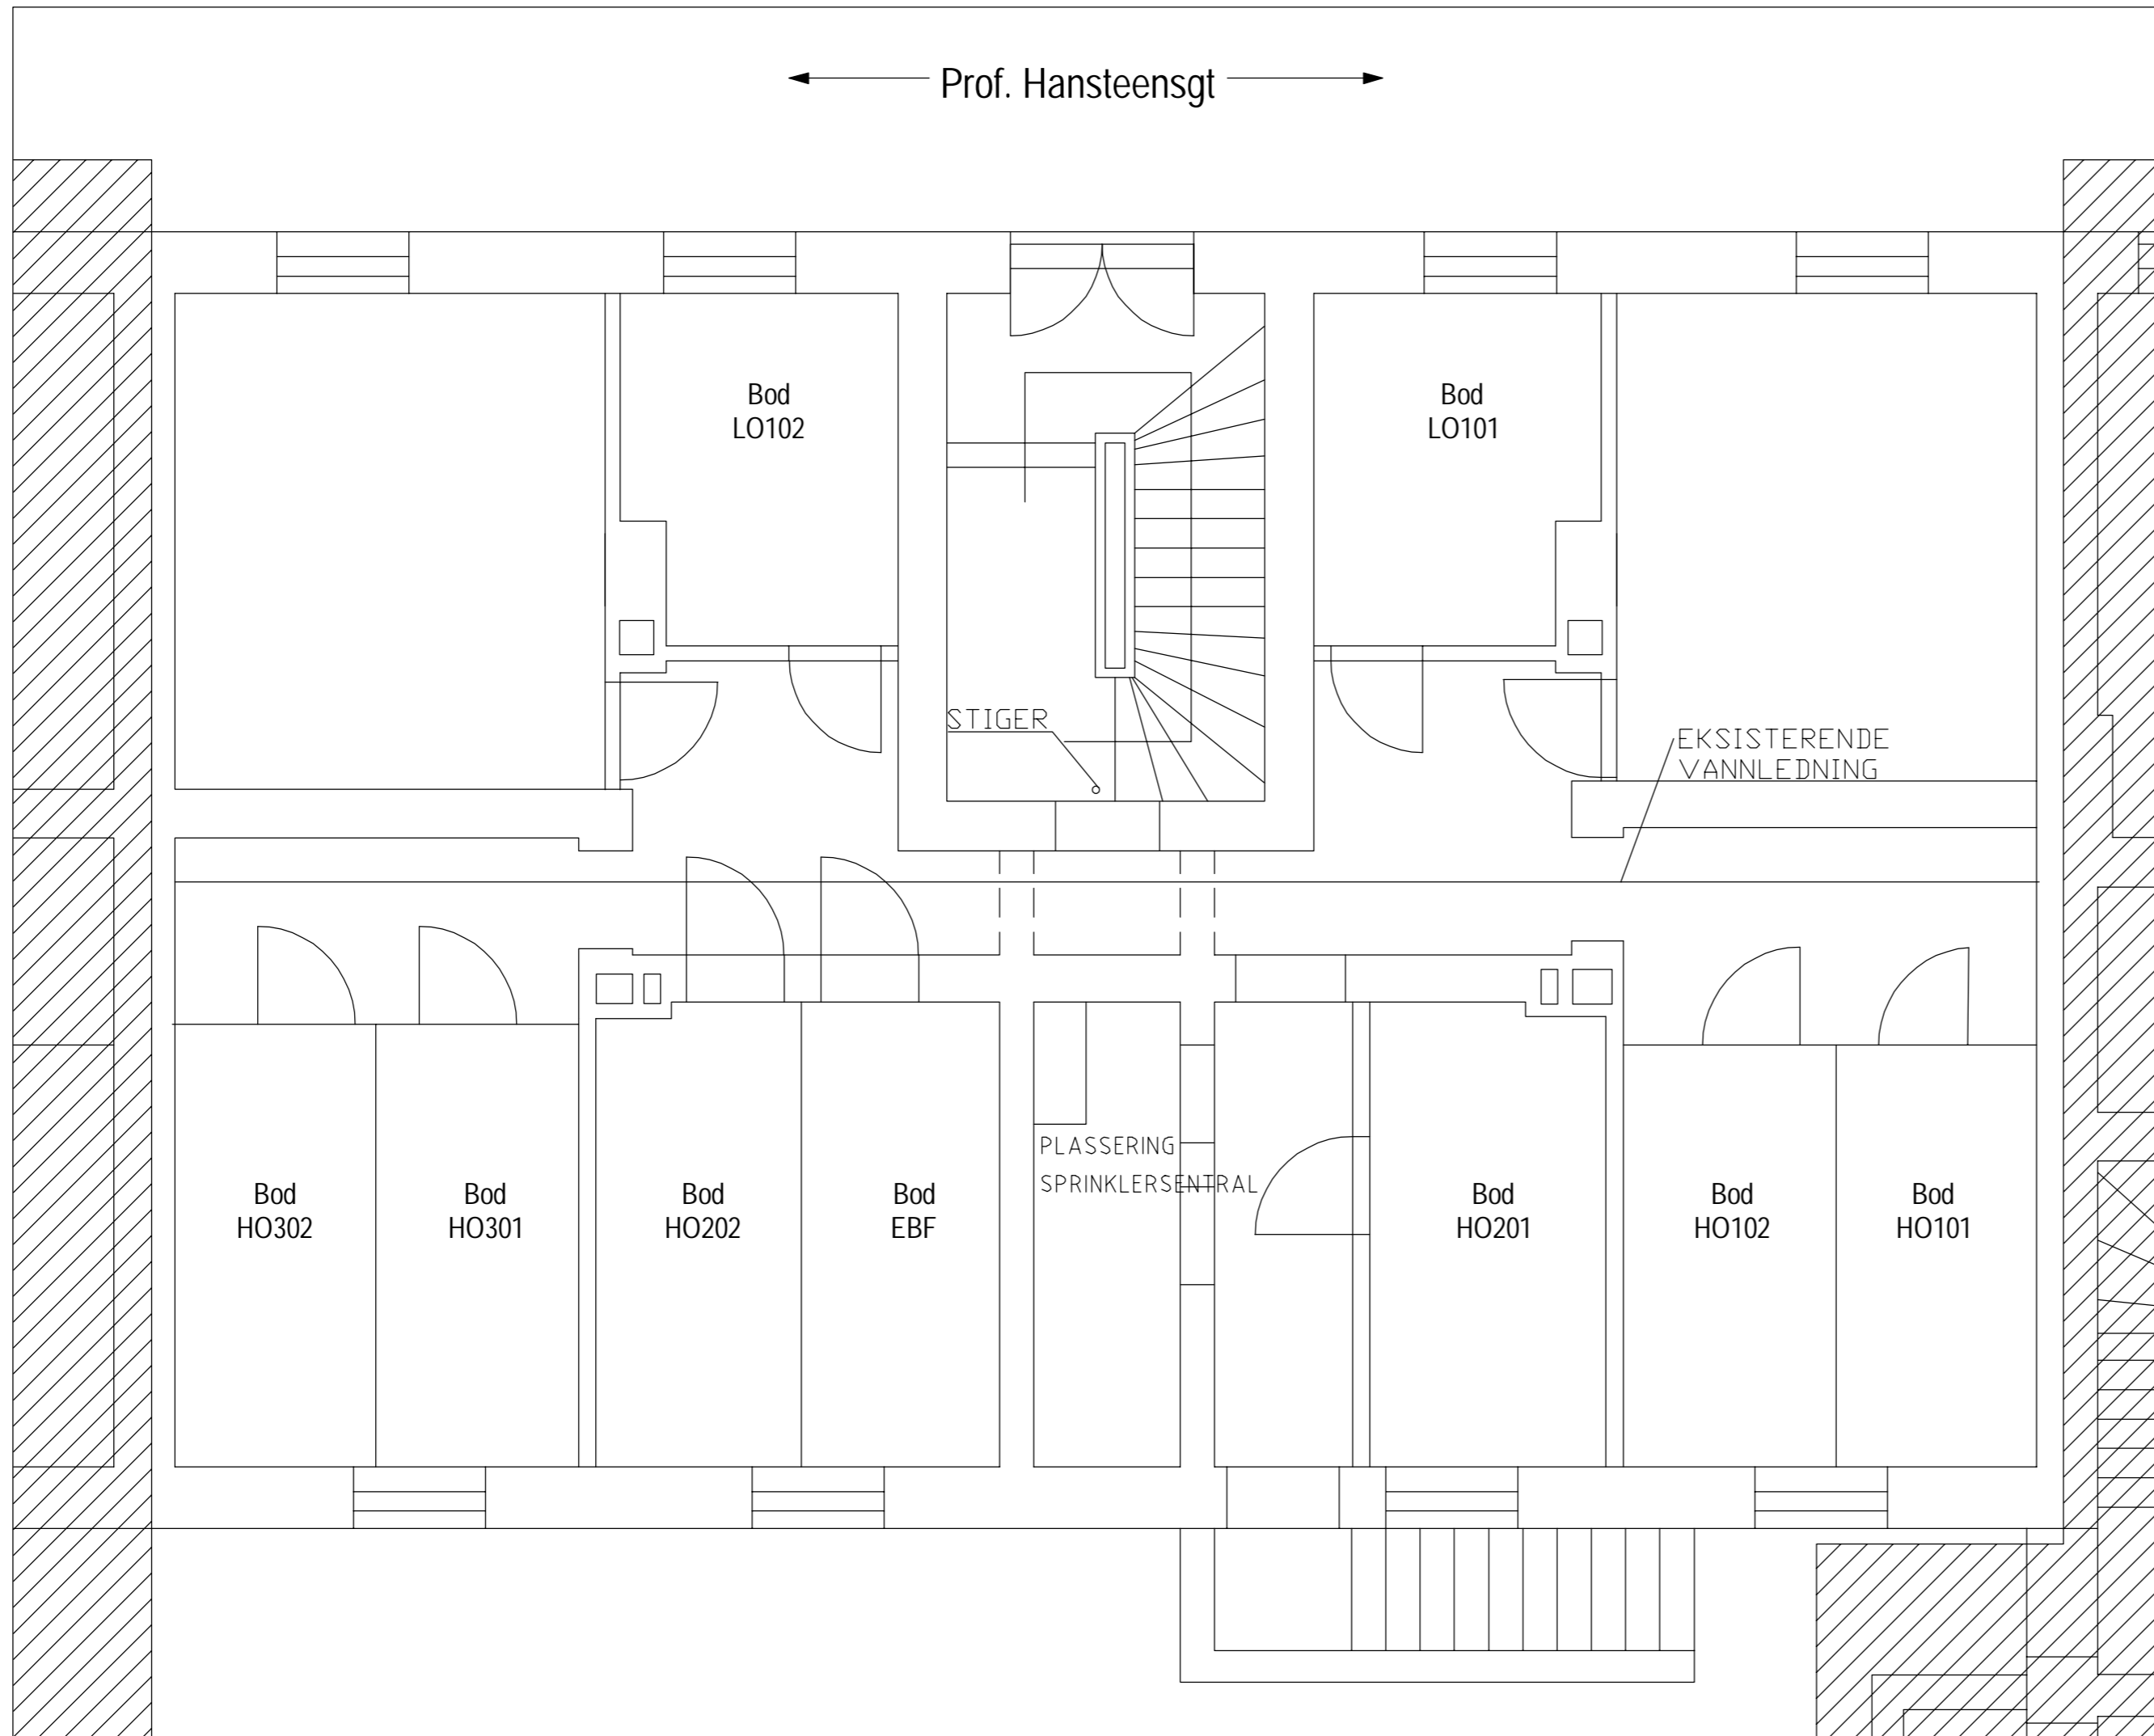 Prof. Hansteensgt
Bod
LO102
Bod
LO101
STIGER
EKSISTERENDE
VANNLEDNING
PLASSERING
SPRINKLERSENTRAL
Bod
HO302
Bod
HO301
Bod
HO202
Bod
EBF
Bod
HO201
Bod
HO102
Bod
HO101